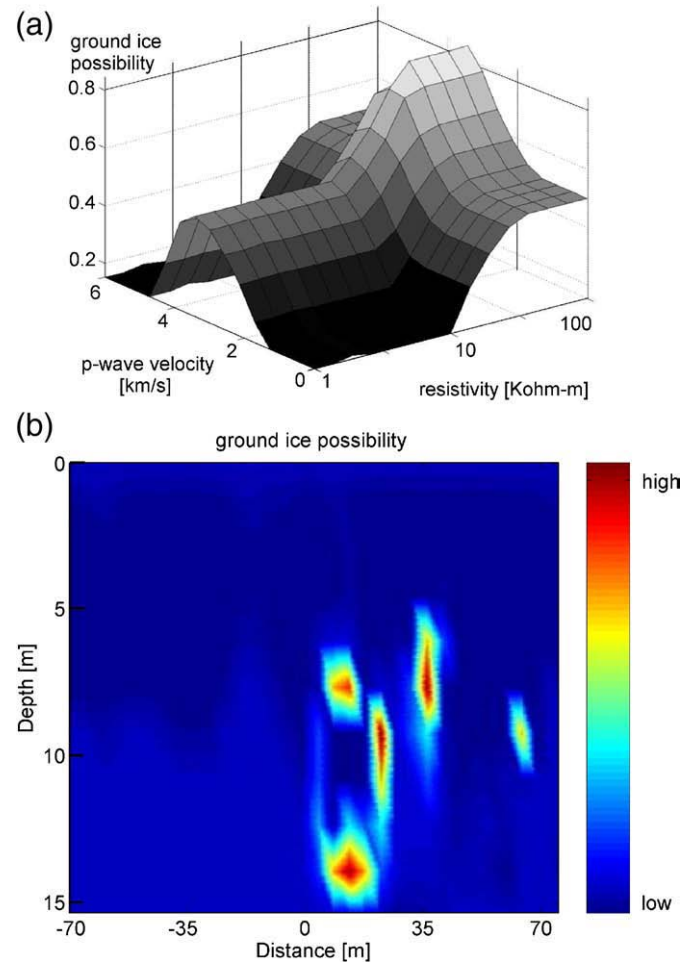 (a)
ground ice
possibility
0.8
0.6
0.4
0.2
6
4
2
0
1
10
100
p-wave velocity
[km/s]
resistivity [Kohm-m]
(b)
ground ice possibility
0
5
10
15
Depth [m]
-70
-35
0
35
70
Distance [m]
high
low